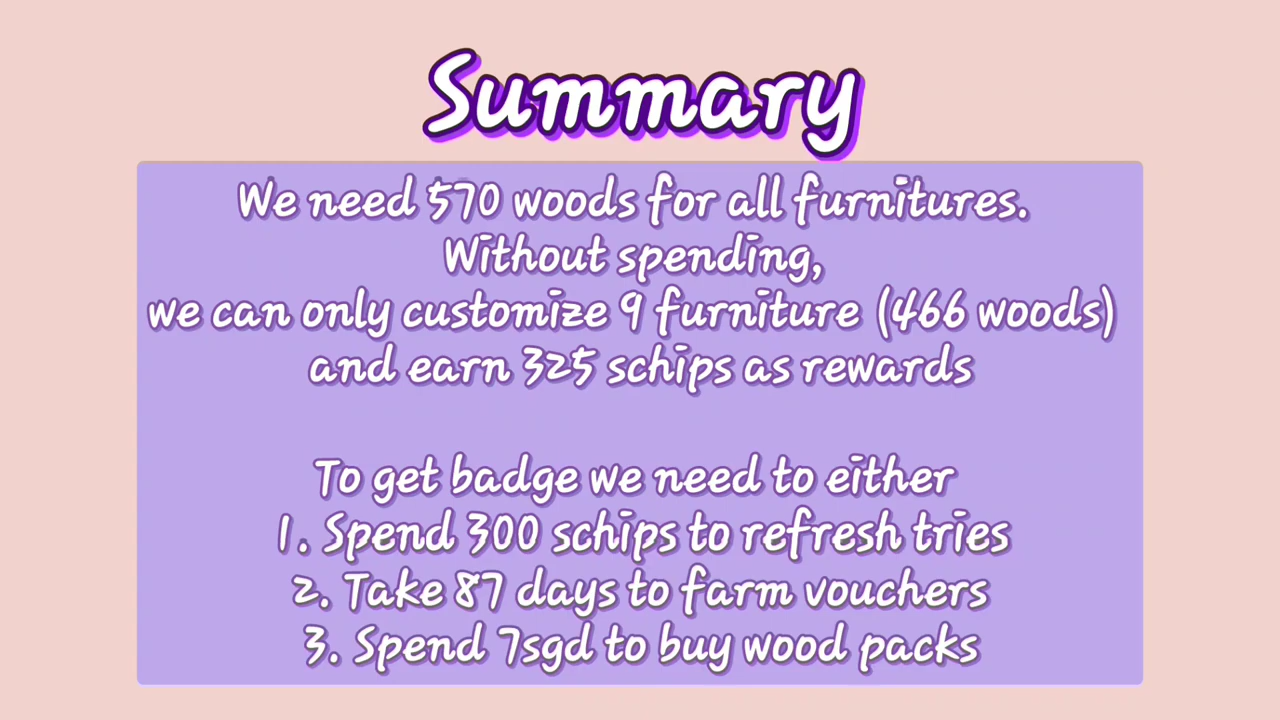 Summary
We need 570 woods for all furnitures.
Without spending,
we can only customize 9 furniture (466 woods)
and earn 325 schips as rewards
To get badge we need to either
1. Spend 300 schips to refresh tries
2. Take 87 days to farm vouchers
3. Spend 7sgd to buy wood packs